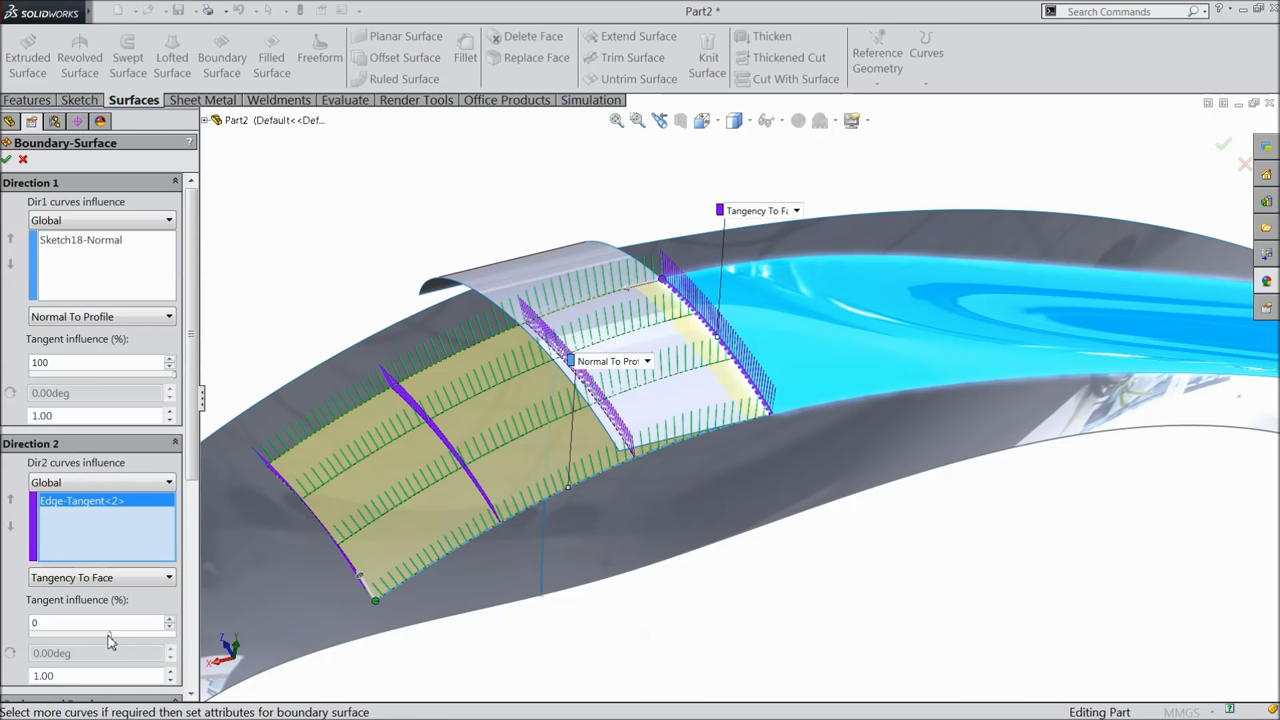 SOLIDWORKS
Part2 *
Search Commands
Extruded Surface
Revolved Surface
Swept Surface
Lofted Surface
Boundary Surface
Filled Surface
Freeform
Planar Surface
Offset Surface
Ruled Surface
Fillet
Delete Face
Replace Face
Extend Surface
Trim Surface
Untrim Surface
Knit Surface
Thicken
Thickened Cut
Cut With Surface
Reference Geometry
Curves
Features
Sketch
Surfaces
Sheet Metal
Weldments
Evaluate
Render Tools
Office Products
Simulation
Part2 (Default<<Def...
Boundary-Surface
?
Direction 1
Dir1 curves influence
Global
Sketch18-Normal
Normal To Profile
Tangent influence (%):
100
0.00deg
1.00
Direction 2
Dir2 curves influence
Global
Edge-Tangent<2>
Tangency To Face
Tangent influence (%):
0
0.00deg
1.00
Tangency To Fa
Normal To Prof
Z
Y
X
Select more curves if required then set attributes for boundary surface
Editing Part
MMGS